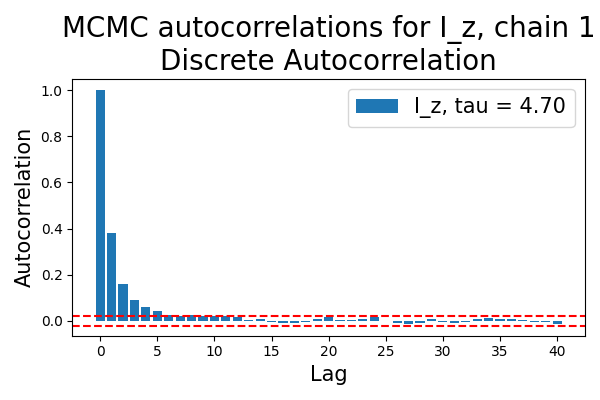 MCMC autocorrelations for I_z, chain 1
Discrete Autocorrelation
I_z, tau = 4.70
Autocorrelation
1.0
0.8
0.6
0.4
0.2
0.0
0 5 10 15 20 25 30 35 40
Lag